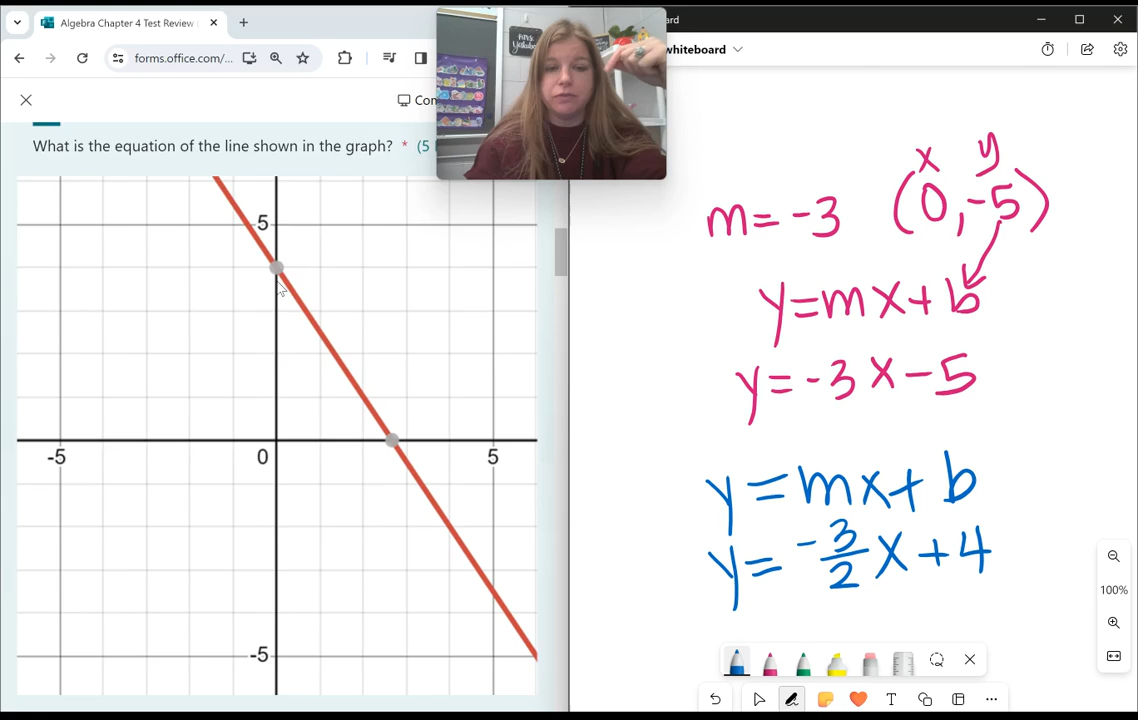 Algebra Chapter 4 Test Review
forms.office.com/...
Con
What is the equation of the line shown in the graph? * (5
5
-5
0
5
-5
whiteboard
m = -3
x y
(0, -5)
y = mx + b
y = -3x - 5
y = mx + b
y = -3/2 x + 4
100%
T